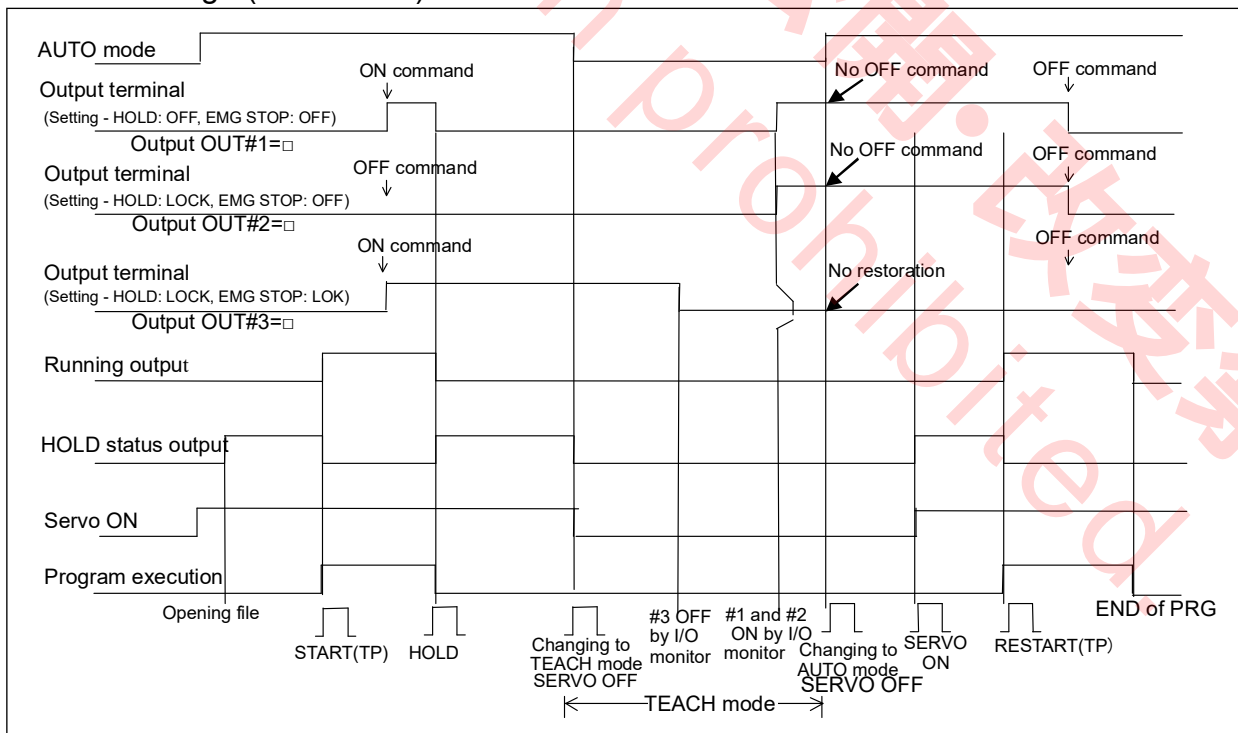 AUTO mode
ON command
No OFF command
OFF command
Output terminal
(Setting - HOLD: OFF, EMG STOP: OFF)
Output OUT#1=□
OFF command
No OFF command
OFF command
Output terminal
(Setting - HOLD: LOCK, EMG STOP: OFF)
Output OUT#2=□
ON command
OFF command
Output terminal
No restoration
(Setting - HOLD: LOCK, EMG STOP: LOK)
Output OUT#3=□
Running output
HOLD status output
Servo ON
Program execution
Opening file
START(TP)
HOLD
Changing to
TEACH mode
SERVO OFF
#3 OFF
by I/O
monitor
#1 and #2
ON by I/O
monitor
Changing to
AUTO mode
SERVO OFF
SERVO
ON
RESTART(TP)
END of PRG
TEACH mode
開・改変
prohibited.